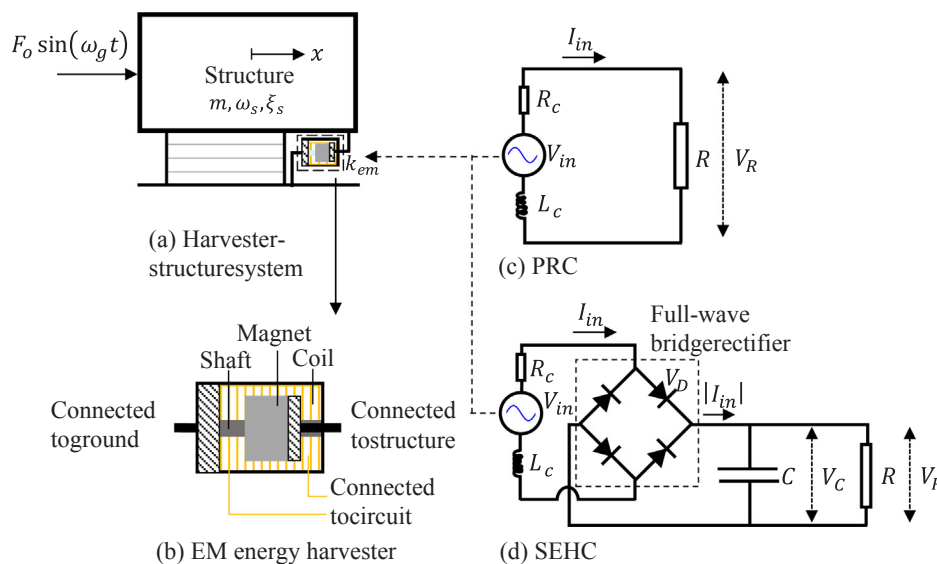 F_o sin(ω_g t)
x
Structure
m, ω_s, ξ_s
k_em
(a) Harvester-
structuresystem
I_in
R_c
V_in
L_c
R
V_R
(c) PRC
Magnet
Shaft
Coil
Connected
toground
Connected
tostructure
Connected
tocircuit
(b) EM energy harvester
Full-wave
bridgerectifier
I_in
R_c
V_D
|I_in|
V_in
L_c
C
V_C
R
V_R
(d) SEHC